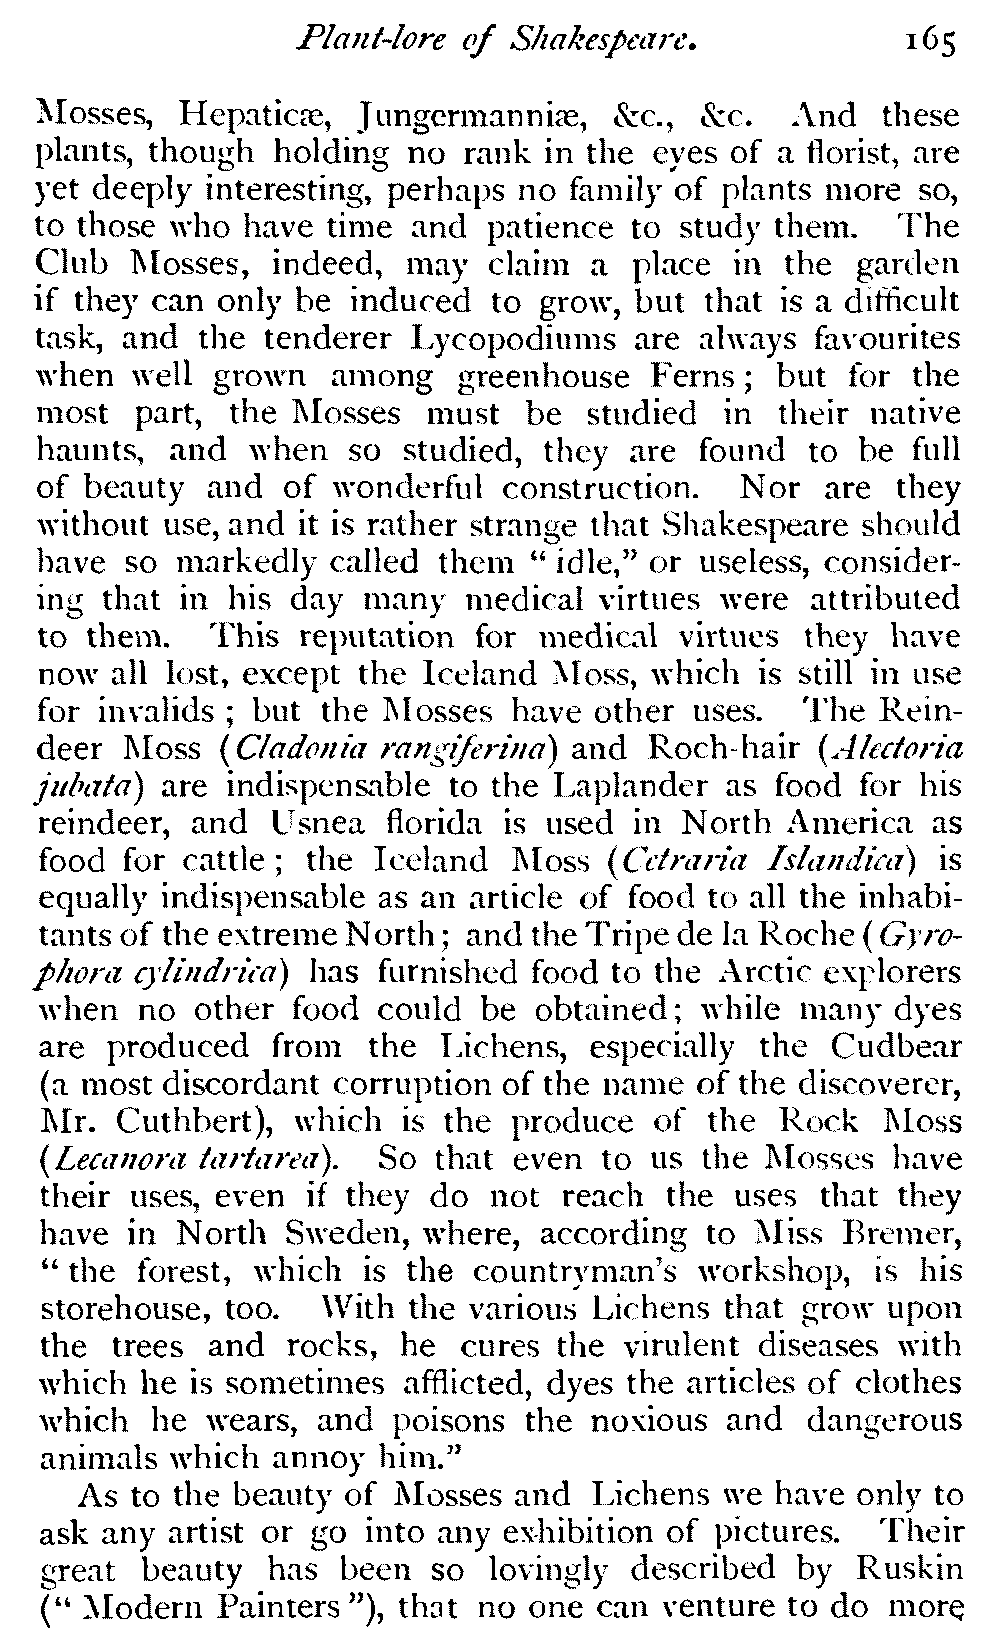 Plant-lore of Shakespeare. 165
Mosses, Hepaticæ, Jungermanniæ, &c., &c. And these
plants, though holding no rank in the eyes of a florist, are
yet deeply interesting, perhaps no family of plants more so,
to those who have time and patience to study them. The
Club Mosses, indeed, may claim a place in the garden
if they can only be induced to grow, but that is a difficult
task, and the tenderer Lycopodiums are always favourites
when well grown among greenhouse Ferns; but for the
most part, the Mosses must be studied in their native
haunts, and when so studied, they are found to be full
of beauty and of wonderful construction. Nor are they
without use, and it is rather strange that Shakespeare should
have so markedly called them “idle,” or useless, consider-
ing that in his day many medical virtues were attributed
to them. This reputation for medical virtues they have
now all lost, except the Iceland Moss, which is still in use
for invalids; but the Mosses have other uses. The Rein-
deer Moss (Cladonia rangiferina) and Roch-hair (Alectoria
jubata) are indispensable to the Laplander as food for his
reindeer, and Usnea florida is used in North America as
food for cattle; the Iceland Moss (Cetraria Islandica) is
equally indispensable as an article of food to all the inhabi-
tants of the extreme North; and the Tripe de la Roche (Gyro-
phora cylindrica) has furnished food to the Arctic explorers
when no other food could be obtained; while many dyes
are produced from the Lichens, especially the Cudbear
(a most discordant corruption of the name of the discoverer,
Mr. Cuthbert), which is the produce of the Rock Moss
(Lecanora tartarea). So that even to us the Mosses have
their uses, even if they do not reach the uses that they
have in North Sweden, where, according to Miss Bremer,
“the forest, which is the countryman's workshop, is his
storehouse, too. With the various Lichens that grow upon
the trees and rocks, he cures the virulent diseases with
which he is sometimes afflicted, dyes the articles of clothes
which he wears, and poisons the noxious and dangerous
animals which annoy him.”
As to the beauty of Mosses and Lichens we have only to
ask any artist or go into any exhibition of pictures. Their
great beauty has been so lovingly described by Ruskin
(“Modern Painters”), that no one can venture to do more